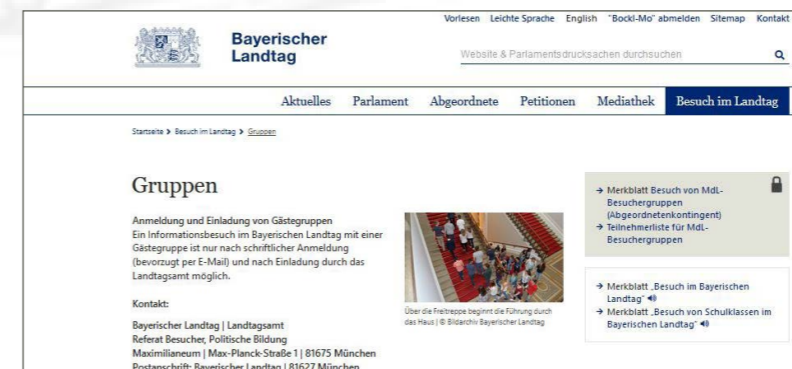 Vorlesen Leichte Sprache English "Bockl-Mo" abmelden Sitemap Kontakt
Bayerischer
Landtag
Website & Parlamentsdrucksachen durchsuchen
Aktuelles Parlament Abgeordnete Petitionen Mediathek Besuch im Landtag
Startseite > Besuch im Landtag > Gruppen
Gruppen
Anmeldung und Einladung von Gästegruppen
Ein Informationsbesuch im Bayerischen Landtag mit einer
Gästegruppe ist nur nach schriftlicher Anmeldung
(bevorzugt per E-Mail) und nach Einladung durch das
Landtagsamt möglich.
Kontakt:
Bayerischer Landtag | Landtagsamt
Referat Besucher, Politische Bildung
Maximilianeum | Max-Planck-Straße 1 | 81675 München
Postanschrift: Bayerischer Landtag | 81627 München
Über die Freitreppe beginnt die Führung durch
das Haus | © Bildarchiv Bayerischer Landtag
→ Merkblatt Besuch von MdL-
Besuchergruppen
(Abgeordnetenkontingent)
→ Teilnehmerliste für MdL-
Besuchergruppen
→ Merkblatt „Besuch im Bayerischen
Landtag"
→ Merkblatt „Besuch von Schulklassen im
Bayerischen Landtag"